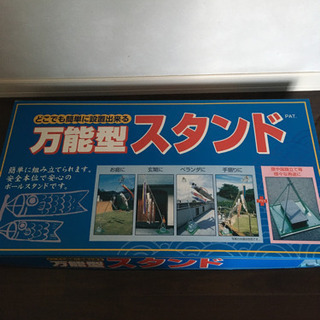 どこでも簡単に設置出来る
万能型スタンド
PAT.
簡単に組み立てられます。
安全本位で安心の
ポールスタンドです。
お庭に
玄関に
ベランダに
手摺りに
万能型スタンド